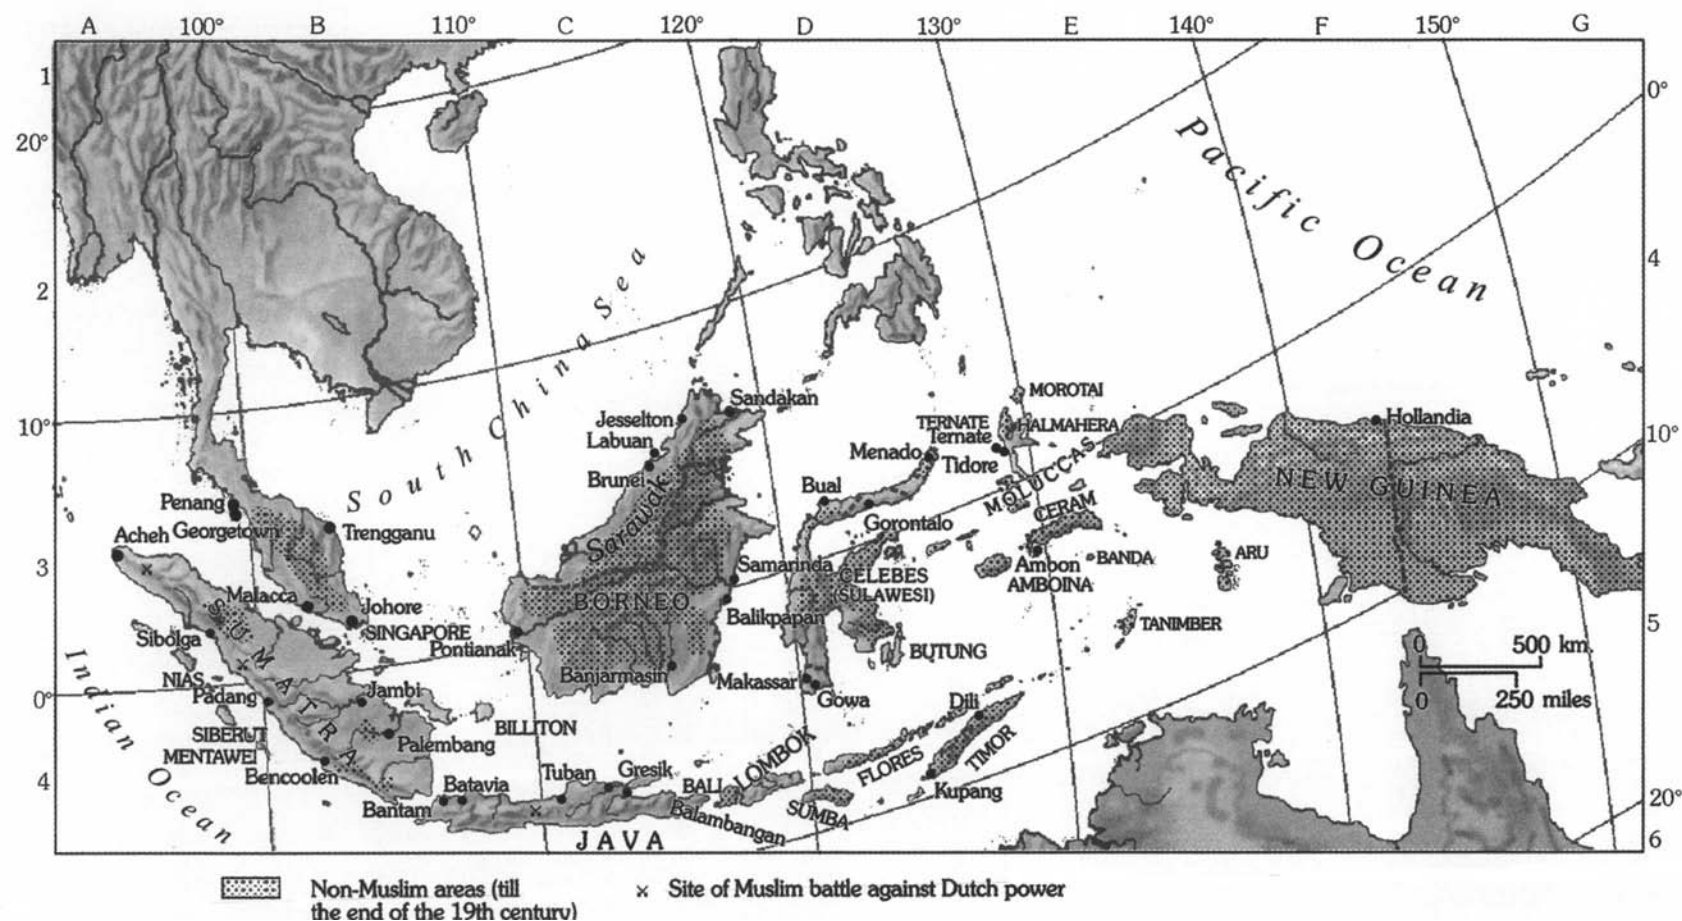 A 100° B 110° C 120° D 130° E 140° F 150° G
1
0°
20°
Pacific Ocean
4
2
South China Sea
MOROTAI
Sandakan
Jesselton
TERNATE
HALMAHERA
Hollandia
10°
Ternate
10°
Labuan
Menado
Tidore
Brunei
MOLUCCAS
NEW GUINEA
Bual
Penang
CERAM
Georgetown
Trengganu
Gorontalo
Acheh
Sarawak
BANDA
ARU
3
Samarinda
Ambon
CELEBES
AMBOINA
(SULAWESI)
Malacca
BORNEO
Johore
Balikpapan
SUMATRA
SINGAPORE
TANIMBER
5
Sibolga
Pontianak
0 500 km.
BUTUNG
Indian Ocean
NIAS
Banjarmasin
Makassar
0°
Padang
Jambi
Gowa
Dili
0 250 miles
SIBERUT
BILLITON
MENTAWEI
Palembang
LOMBOK
TIMOR
Bencoolen
Tuban
Gresik
FLORES
4
Batavia
BALI
Kupang
20°
Bantam
Balambangan
SUMBA
JAVA
6
Non-Muslim areas (till
the end of the 19th century)
Site of Muslim battle against Dutch power